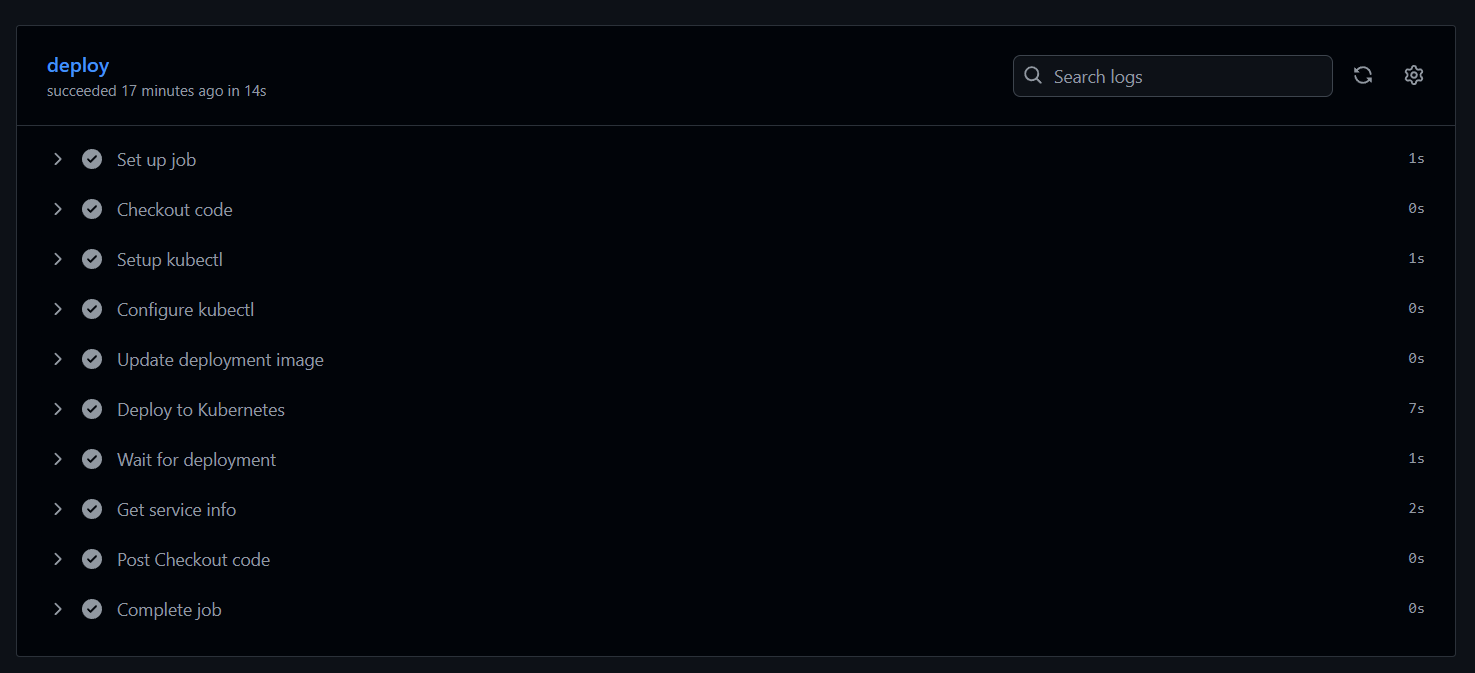 deploy
succeeded 17 minutes ago in 14s
Search logs
Set up job 1s
Checkout code 0s
Setup kubectl 1s
Configure kubectl 0s
Update deployment image 0s
Deploy to Kubernetes 7s
Wait for deployment 1s
Get service info 2s
Post Checkout code 0s
Complete job 0s